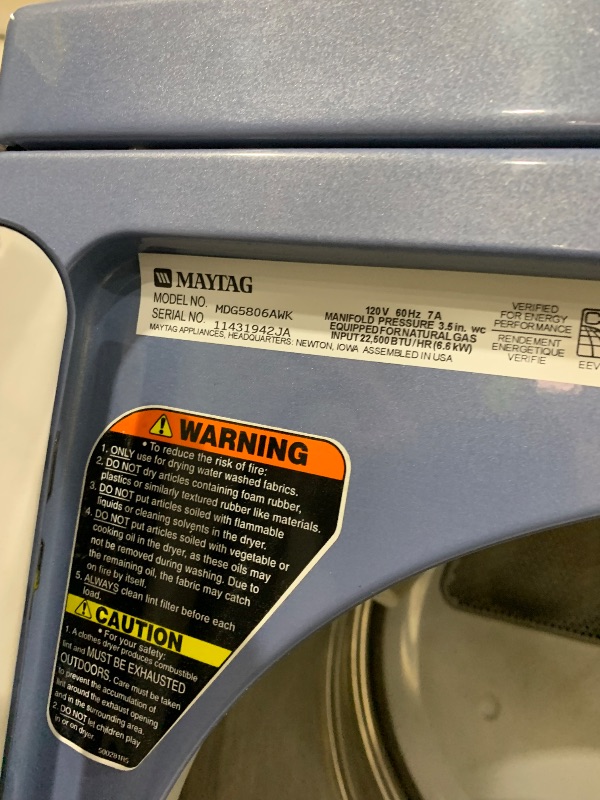 MAYTAG
MODEL NO. MDG5806AWK
SERIAL NO. 11431942JA
MAYTAG APPLIANCES, HEADQUARTERS: NEWTON, IOWA ASSEMBLED IN USA
120V 60Hz 7A
MANIFOLD PRESSURE 3.5 in. wc
EQUIPPED FOR NATURAL GAS
INPUT 22,500 BTU/HR (6.6 kW)
VERIFIED
FOR ENERGY
PERFORMANCE
RENDEMENT
ENERGETIQUE
VERIFIE
EEV
WARNING
• To reduce the risk of fire:
1. ONLY use for drying water washed fabrics.
2. DO NOT dry articles containing foam rubber,
plastics or similarly textured rubber like materials.
3. DO NOT put articles soiled with flammable
liquids or cleaning solvents in the dryer.
4. DO NOT put articles soiled with vegetable or
cooking oil in the dryer, as these oils may
not be removed during washing. Due to
the remaining oil, the fabric may catch
on fire by itself.
5. ALWAYS clean lint filter before each
load.
CAUTION
• For your safety:
1. A clothes dryer produces combustible
lint and MUST BE EXHAUSTED
OUTDOORS. Care must be taken
to prevent the accumulation of
lint around the exhaust opening
and in the surrounding area.
2. DO NOT let children play
in or on dryer.